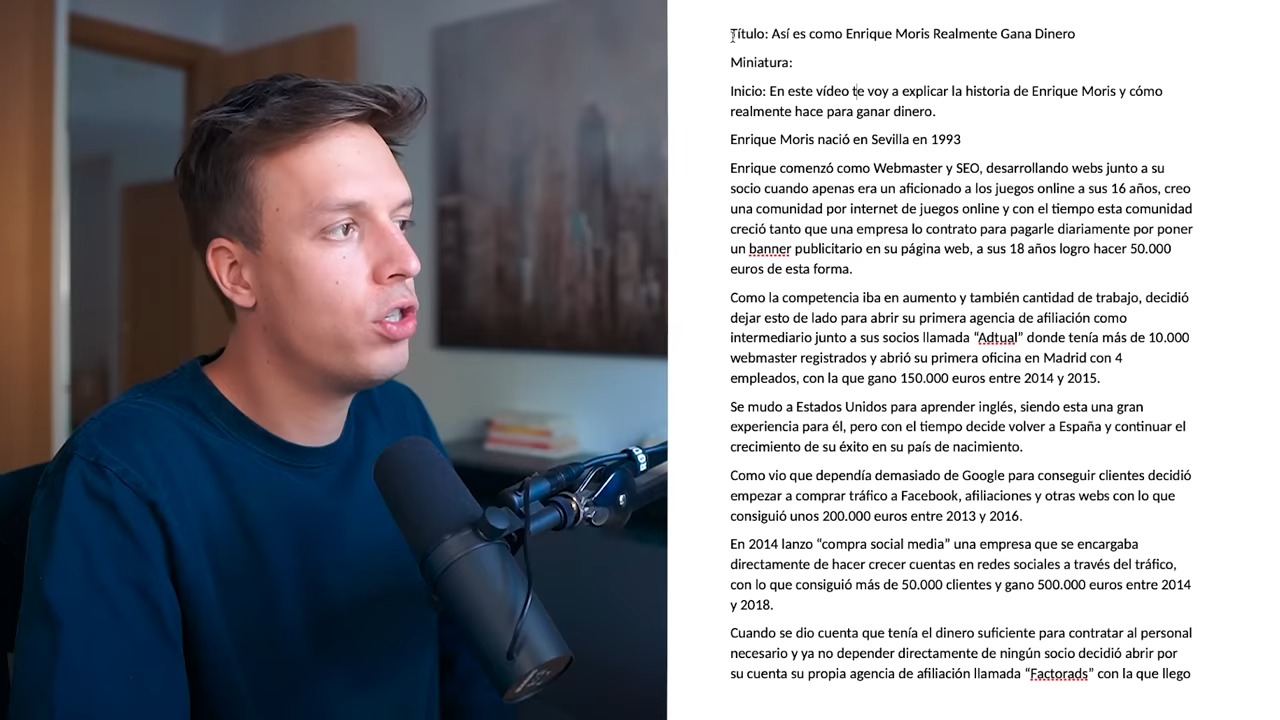 Título: Así es como Enrique Moris Realmente Gana Dinero
Miniatura:
Inicio: En este vídeo te voy a explicar la historia de Enrique Moris y cómo
realmente hace para ganar dinero.
Enrique Moris nació en Sevilla en 1993
Enrique comenzó como Webmaster y SEO, desarrollando webs junto a su
socio cuando apenas era un aficionado a los juegos online a sus 16 años, creo
una comunidad por internet de juegos online y con el tiempo esta comunidad
creció tanto que una empresa lo contrato para pagarle diariamente por poner
un banner publicitario en su página web, a sus 18 años logro hacer 50.000
euros de esta forma.
Como la competencia iba en aumento y también cantidad de trabajo, decidió
dejar esto de lado para abrir su primera agencia de afiliación como
intermediario junto a sus socios llamada “Adtual” donde tenía más de 10.000
webmaster registrados y abrió su primera oficina en Madrid con 4
empleados, con la que gano 150.000 euros entre 2014 y 2015.
Se mudo a Estados Unidos para aprender inglés, siendo esta una gran
experiencia para él, pero con el tiempo decide volver a España y continuar el
crecimiento de su éxito en su país de nacimiento.
Como vio que dependía demasiado de Google para conseguir clientes decidió
empezar a comprar tráfico a Facebook, afiliaciones y otras webs con lo que
consiguió unos 200.000 euros entre 2013 y 2016.
En 2014 lanzo “compra social media” una empresa que se encargaba
directamente de hacer crecer cuentas en redes sociales a través del tráfico,
con lo que consiguió más de 50.000 clientes y gano 500.000 euros entre 2014
y 2018.
Cuando se dio cuenta que tenía el dinero suficiente para contratar al personal
necesario y ya no depender directamente de ningún socio decidió abrir por
su cuenta su propia agencia de afiliación llamada “Factorads” con la que llego